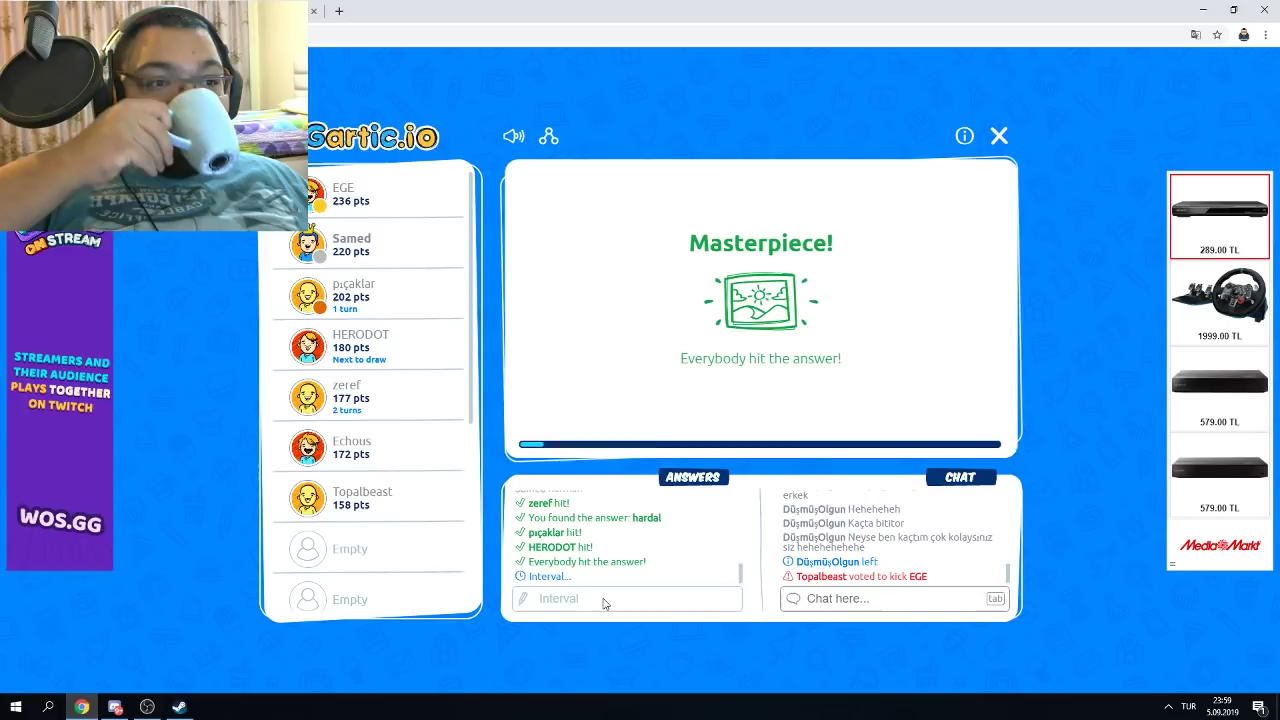 Gartic.io
EGE
236 pts
Samed
220 pts
pıçaklar
202 pts
1 turn
HERODOT
180 pts
Next to draw
zeref
177 pts
2 turns
Echous
172 pts
Topalbeast
158 pts
Empty
Empty
Masterpiece!
Everybody hit the answer!
ANSWERS
zeref hit!
You found the answer: hardal
pıçaklar hit!
HERODOT hit!
Everybody hit the answer!
Interval...
Interval
CHAT
erkek
DüşmüşOlgun Heheheheh
DüşmüşOlgun Kaçta bititor
DüşmüşOlgun Neyse ben kaçtım çok kolaysınız
siz hehehehehehe
DüşmüşOlgun left
Topalbeast voted to kick EGE
Chat here...
tab
ON STREAM
STREAMERS AND
THEIR AUDIENCE
PLAYS TOGETHER
ON TWITCH
WOS.GG
289.00 TL
1999.00 TL
579.00 TL
579.00 TL
MediaMarkt
TUR
23:59
5.09.2019